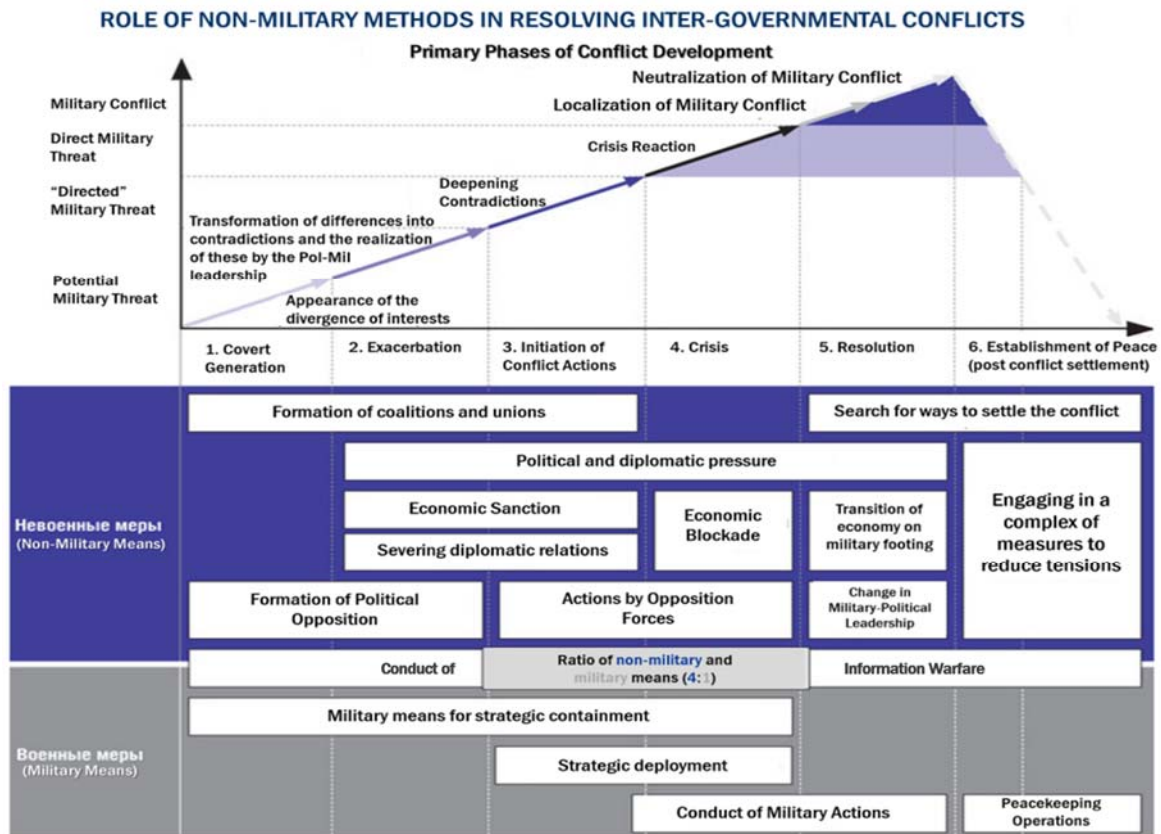 ROLE OF NON-MILITARY METHODS IN RESOLVING INTER-GOVERNMENTAL CONFLICTS
Primary Phases of Conflict Development
Neutralization of Military Conflict
Military Conflict
Localization of Military Conflict
Direct Military
Threat
Crisis Reaction
"Directed"
Military Threat
Deepening
Contradictions
Transformation of differences into
contradictions and the realization
of these by the Pol-Mil
leadership
Potential
Military Threat
Appearance of the
divergence of interests
1. Covert
Generation
2. Exacerbation
3. Initiation of
Conflict Actions
4. Crisis
5. Resolution
6. Establishment of Peace
(post conflict settlement)
Невоенные меры
(Non-Military Means)
Formation of coalitions and unions
Search for ways to settle the conflict
Political and diplomatic pressure
Economic Sanction
Severing diplomatic relations
Economic
Blockade
Transition of
economy on
military footing
Engaging in a
complex of
measures to
reduce tensions
Formation of Political
Opposition
Actions by Opposition
Forces
Change in
Military-Political
Leadership
Conduct of
Ratio of non-military and
military means (4:1)
Information Warfare
Военные меры
(Military Means)
Military means for strategic containment
Strategic deployment
Conduct of Military Actions
Peacekeeping
Operations